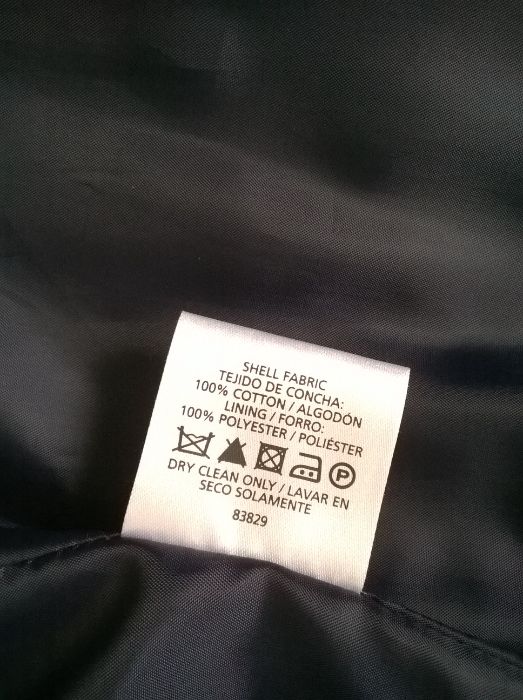 SHELL FABRIC
TEJIDO DE CONCHA:
100% COTTON / ALGODÓN
LINING / FORRO:
100% POLYESTER / POLIÉSTER
P
DRY CLEAN ONLY / LAVAR EN
SECO SOLAMENTE
83829